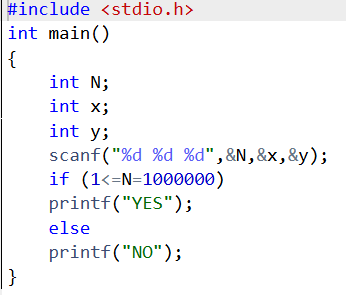 #include <stdio.h>
int main()
{
    int N;
    int x;
    int y;
    scanf("%d %d %d",&N,&x,&y);
    if (1<=N=1000000)
    printf("YES");
    else
    printf("NO");
}